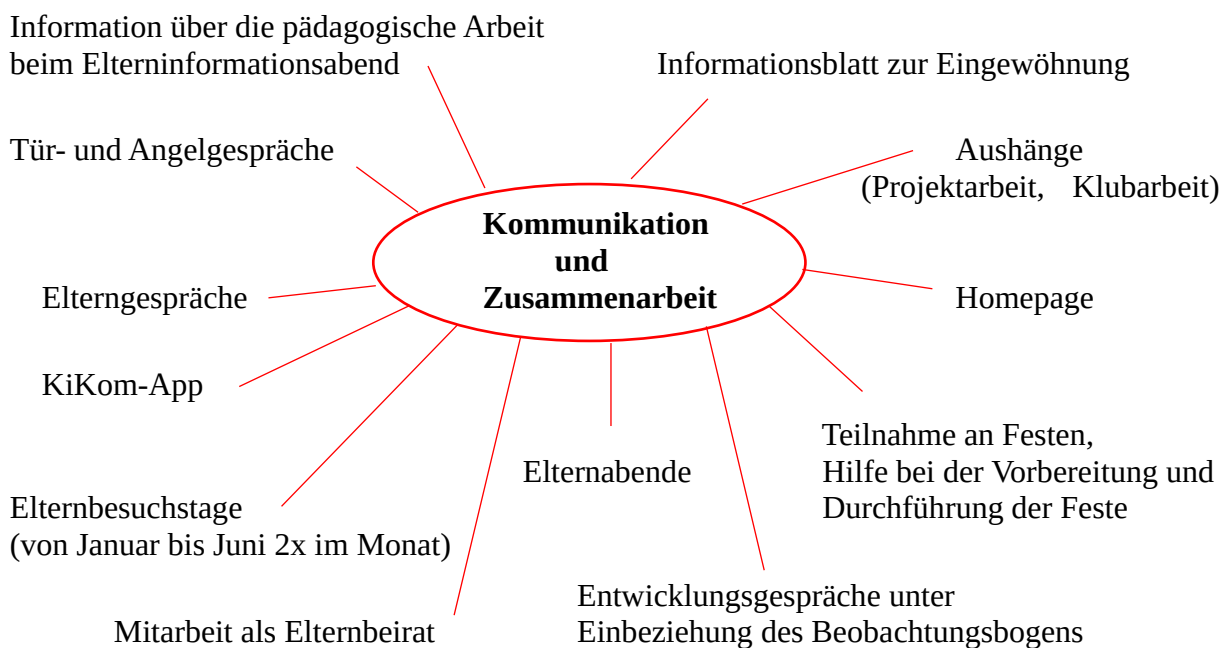 Information über die pädagogische Arbeit
beim Elterninformationsabend
Informationsblatt zur Eingewöhnung
Tür- und Angelgespräche
Aushänge
(Projektarbeit, Klubarbeit)
Kommunikation
und
Zusammenarbeit
Elterngespräche
Homepage
KiKom-App
Teilnahme an Festen,
Hilfe bei der Vorbereitung und
Durchführung der Feste
Elternabende
Elternbesuchstage
(von Januar bis Juni 2x im Monat)
Entwicklungsgespräche unter
Einbeziehung des Beobachtungsbogens
Mitarbeit als Elternbeirat